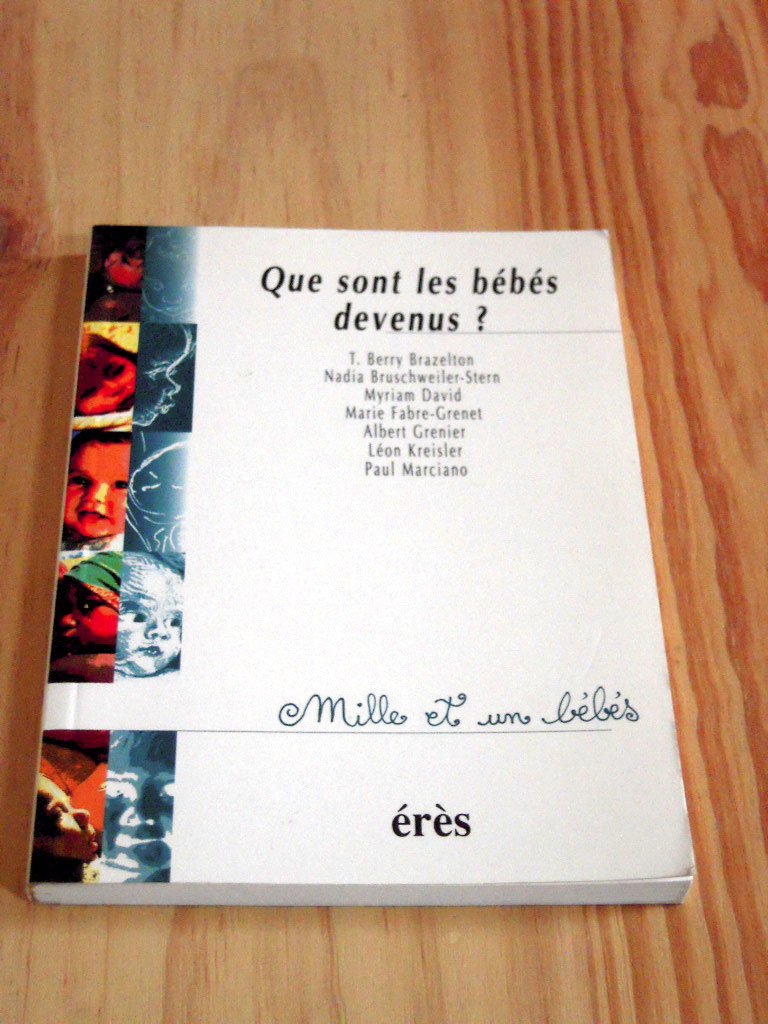 Que sont les bébés
devenus ?
T. Berry Brazelton
Nadia Bruschweiler-Stern
Myriam David
Marie Fabre-Grenet
Albert Grenier
Léon Kreisler
Paul Marciano
Mille et un bébés
érès